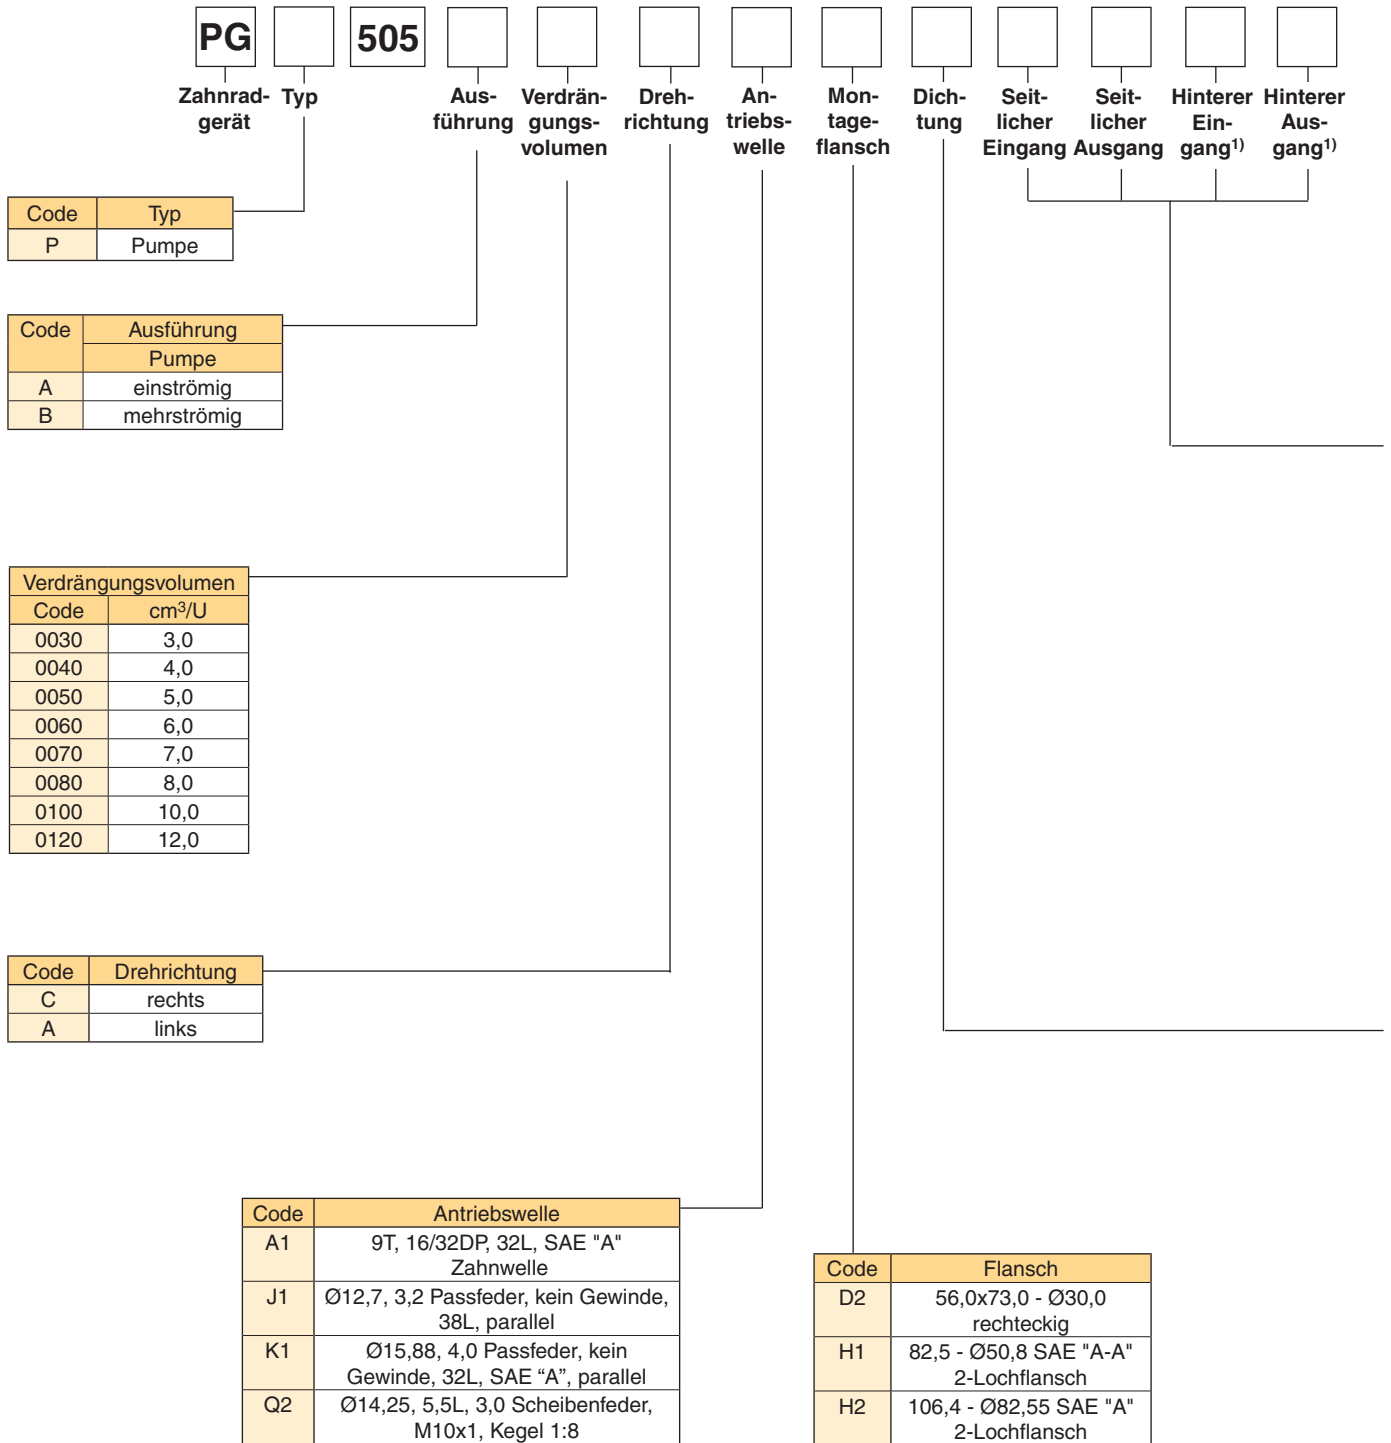 PG 505
Zahnrad-
gerät
Typ
Aus-
führung
Verdrän-
gungs-
volumen
Dreh-
richtung
An-
triebs-
welle
Mon-
tage-
flansch
Dich-
tung
Seit-
licher
Eingang
Seit-
licher
Ausgang
Hinterer
Ein-
gang1)
Hinterer
Aus-
gang1)
Code Typ
P Pumpe
Code Ausführung
Pumpe
A einströmig
B mehrströmig
Verdrängungsvolumen
Code cm³/U
0030 3,0
0040 4,0
0050 5,0
0060 6,0
0070 7,0
0080 8,0
0100 10,0
0120 12,0
Code Drehrichtung
C rechts
A links
Code Antriebswelle
A1 9T, 16/32DP, 32L, SAE "A"
Zahnwelle
J1 Ø12,7, 3,2 Passfeder, kein Gewinde,
38L, parallel
K1 Ø15,88, 4,0 Passfeder, kein
Gewinde, 32L, SAE “A”, parallel
Q2 Ø14,25, 5,5L, 3,0 Scheibenfeder,
M10x1, Kegel 1:8
Code Flansch
D2 56,0x73,0 - Ø30,0
rechteckig
H1 82,5 - Ø50,8 SAE "A-A"
2-Lochflansch
H2 106,4 - Ø82,55 SAE "A"
2-Lochflansch